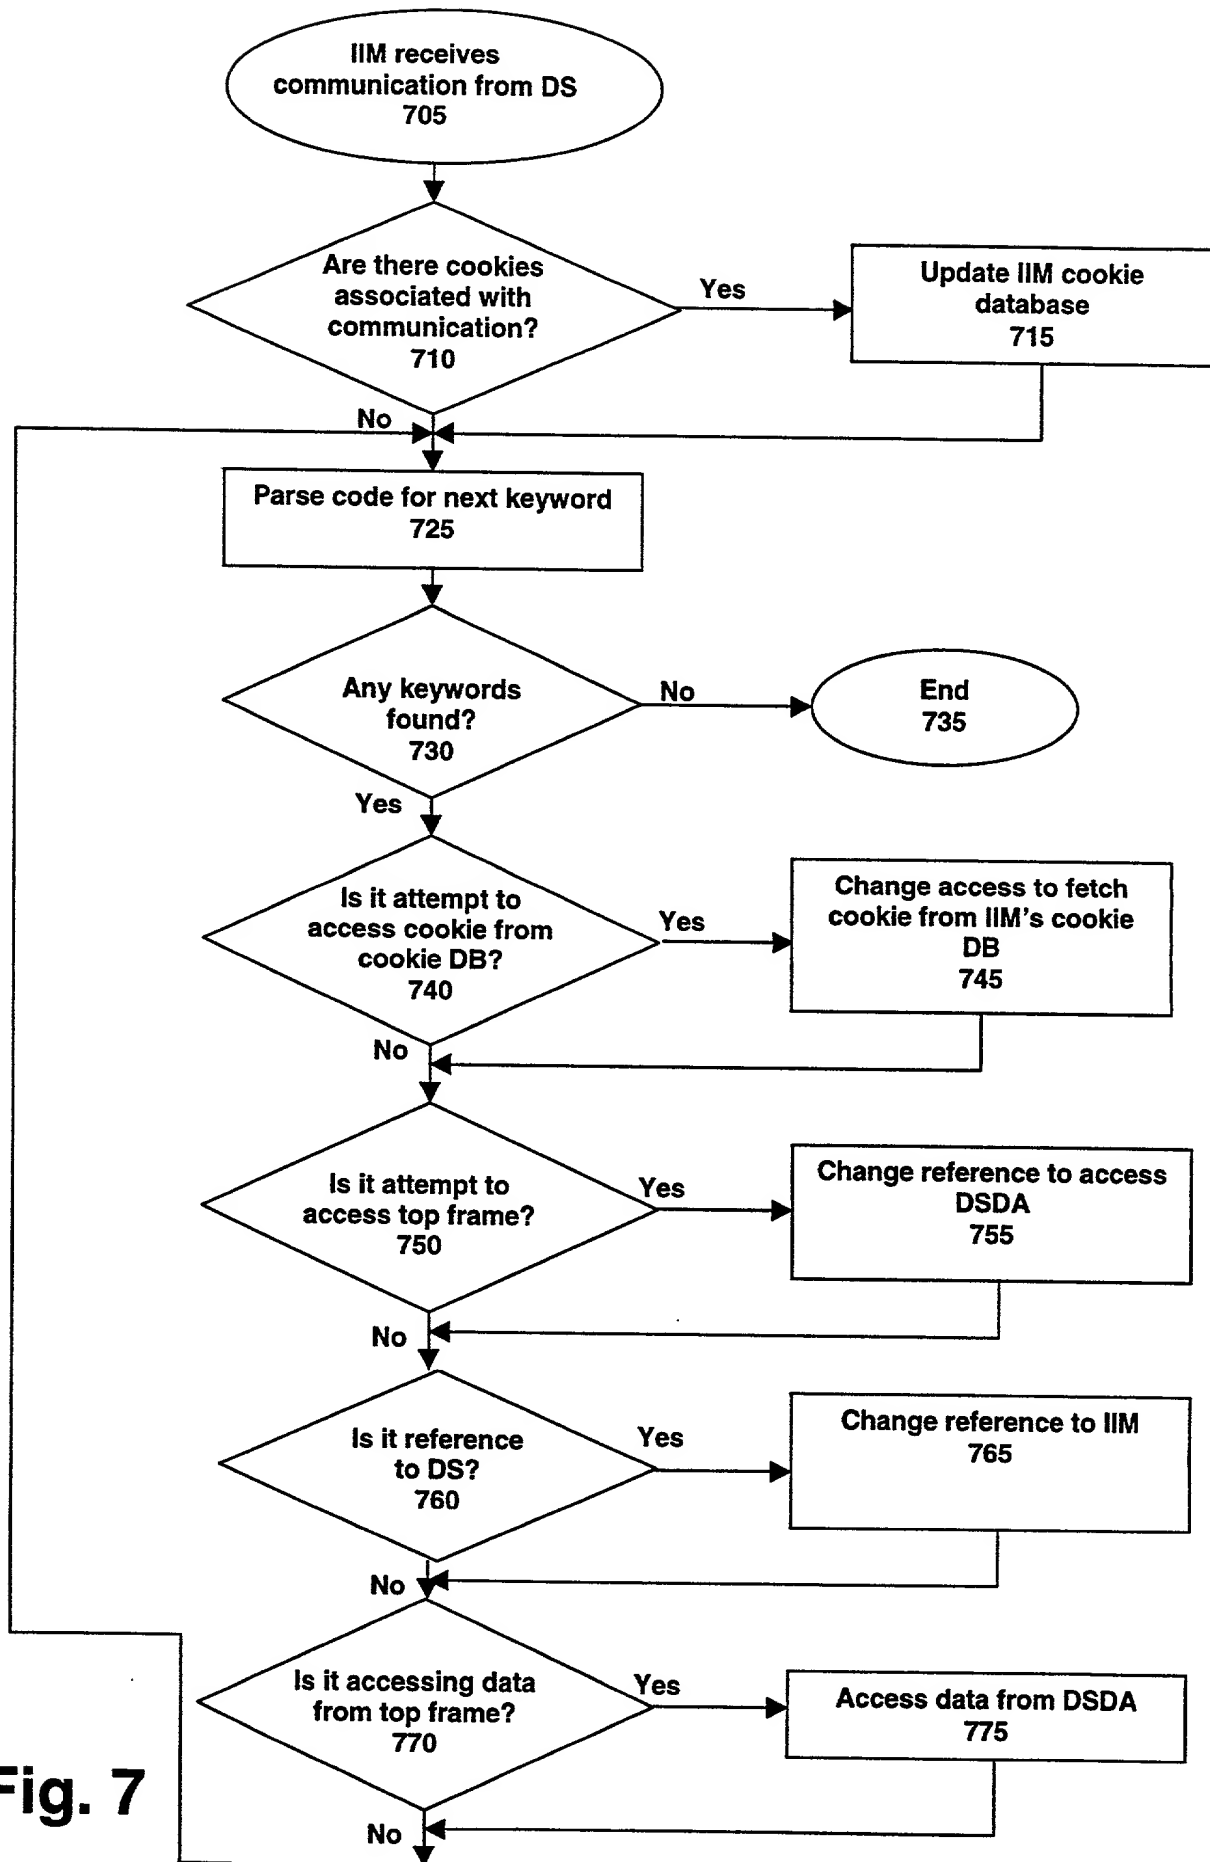 IIM receives
communication from DS
705
Are there cookies
associated with
communication?
710
Yes
Update IIM cookie
database
715
No
Parse code for next keyword
725
Any keywords
found?
730
No
End
735
Yes
Is it attempt to
access cookie from
cookie DB?
740
Yes
Change access to fetch
cookie from IIM's cookie
DB
745
No
Is it attempt to
access top frame?
750
Yes
Change reference to access
DSDA
755
No
Is it reference
to DS?
760
Yes
Change reference to IIM
765
No
Is it accessing data
from top frame?
770
Yes
Access data from DSDA
775
No
Fig. 7